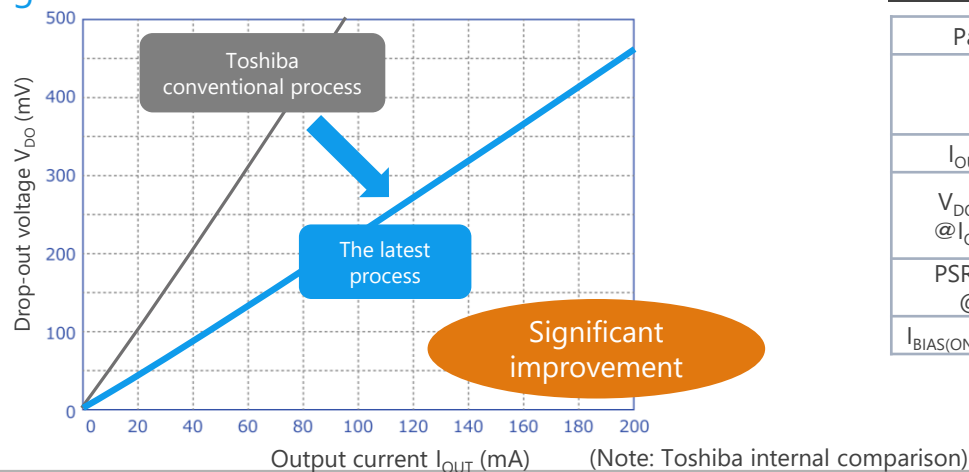 Drop-out voltage V_DO (mV)
500
400
300
200
100
0
0 20 40 60 80 100 120 140 160 180 200
Toshiba
conventional process
The latest
process
Significant
improvement
Output current I_OUT (mA)
(Note: Toshiba internal comparison)
@